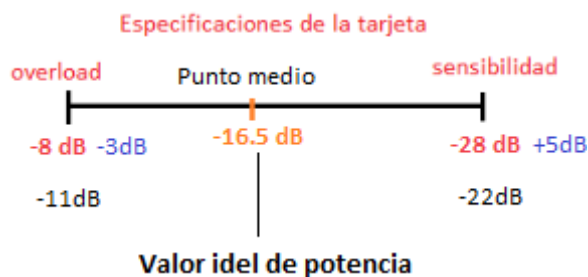 Especificaciones de la tarjeta
overload
Punto medio
sensibilidad
-8 dB -3dB
-16.5 dB
-28 dB +5dB
-11dB
-22dB
Valor idel de potencia